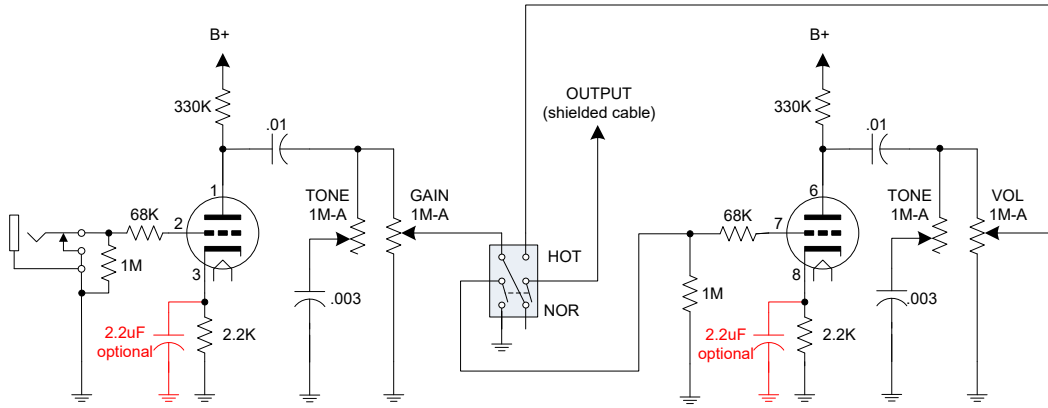 B+
330K
.01
1
TONE
1M-A
GAIN
1M-A
68K
2
1M
3
.003
2.2uF
optional
2.2K
OUTPUT
(shielded cable)
HOT
NOR
B+
330K
.01
6
TONE
1M-A
VOL
1M-A
68K
7
1M
8
.003
2.2uF
optional
2.2K